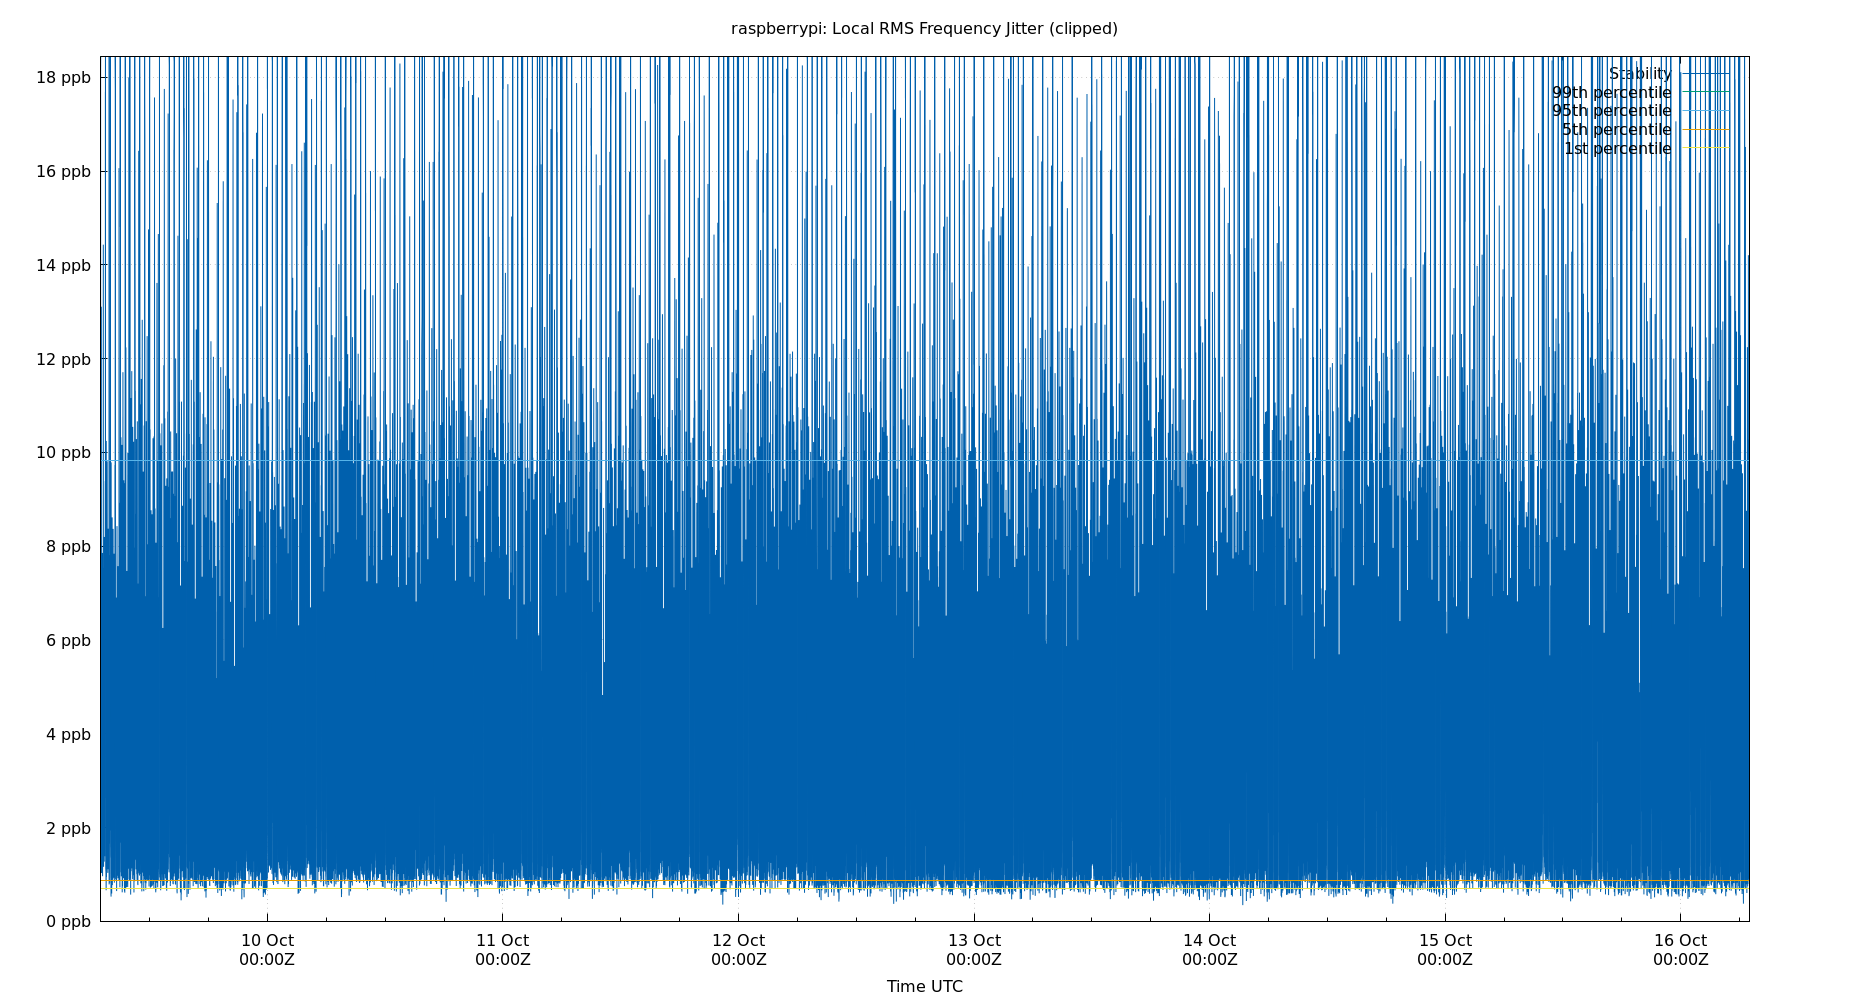 raspberrypi: Local RMS Frequency Jitter (clipped)
18 ppb
16 ppb
14 ppb
12 ppb
10 ppb
8 ppb
6 ppb
4 ppb
2 ppb
0 ppb
Stability
99th percentile
95th percentile
5th percentile
1st percentile
10 Oct 11 Oct 12 Oct 13 Oct 14 Oct 15 Oct 16 Oct
00:00Z 00:00Z 00:00Z 00:00Z 00:00Z 00:00Z 00:00Z
Time UTC